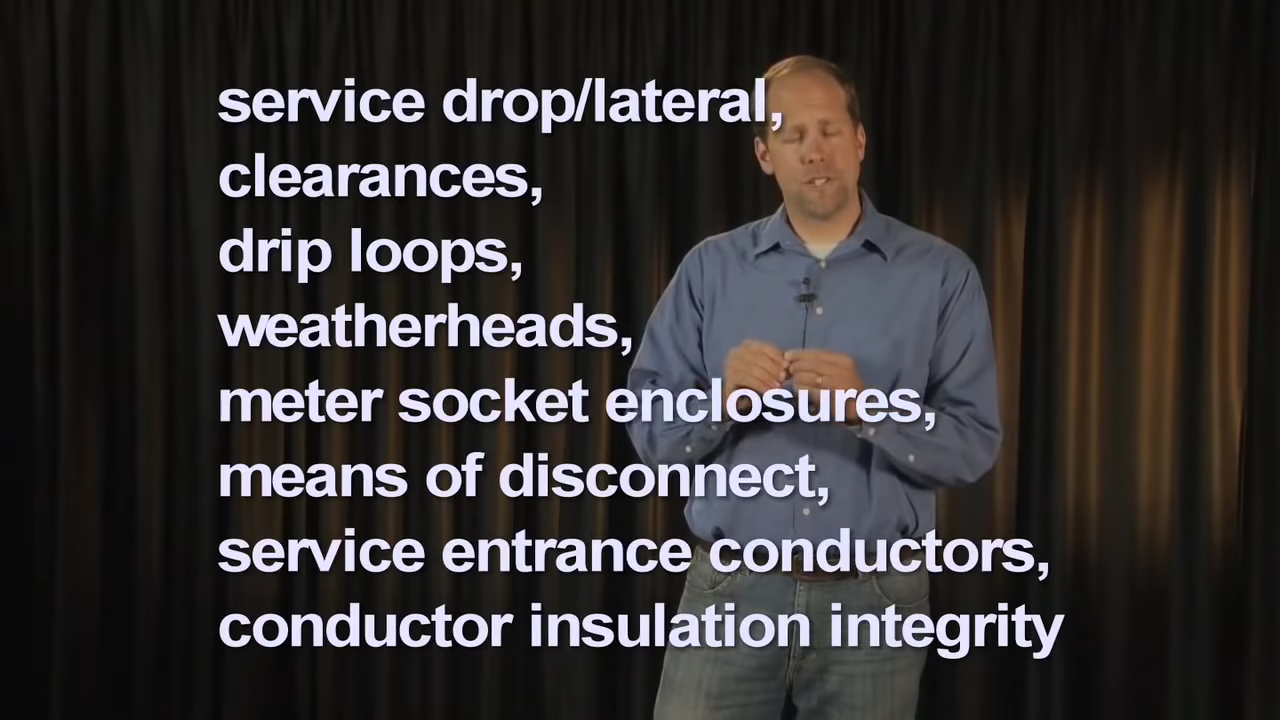 service drop/lateral,
clearances,
drip loops,
weatherheads,
meter socket enclosures,
means of disconnect,
service entrance conductors,
conductor insulation integrity